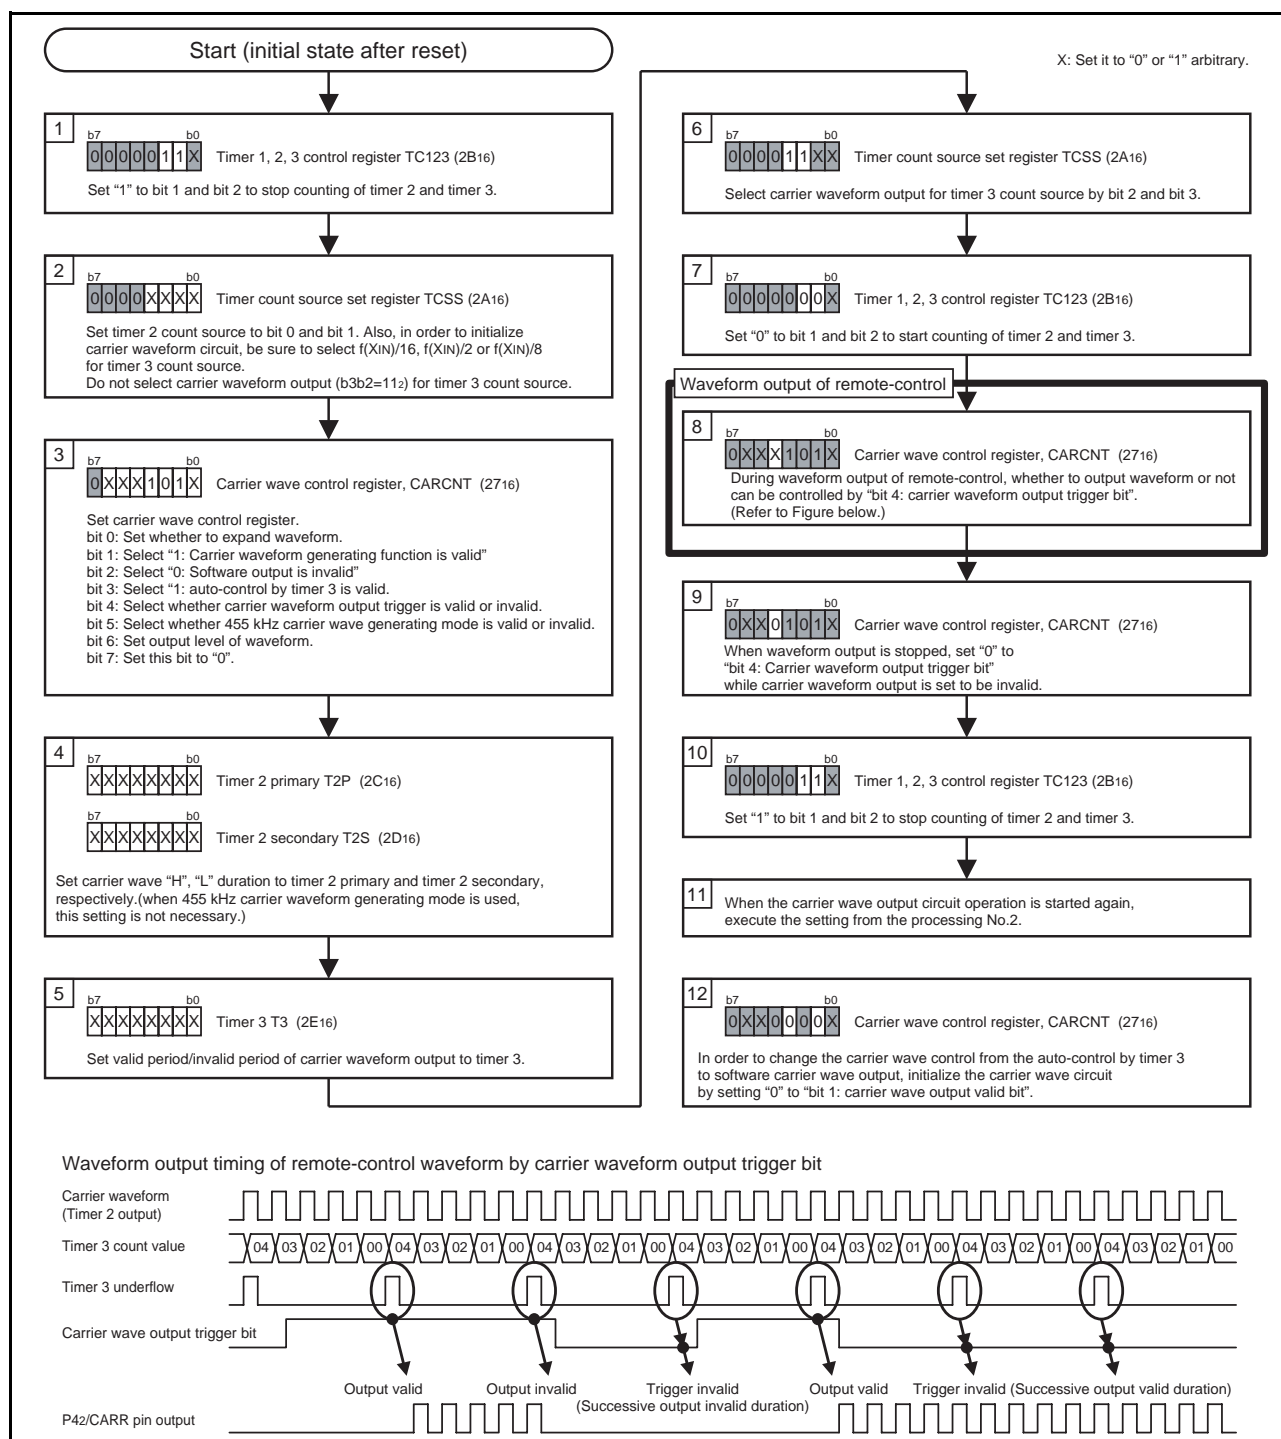 Start (initial state after reset)
X: Set it to “0” or “1” arbitrary.
1
b7 b0
0 0 0 0 0 1 1 X Timer 1, 2, 3 control register TC123 (2B16)
Set “1” to bit 1 and bit 2 to stop counting of timer 2 and timer 3.
2
b7 b0
0 0 0 0 X X X X Timer count source set register TCSS (2A16)
Set timer 2 count source to bit 0 and bit 1. Also, in order to initialize
carrier waveform circuit, be sure to select f(XIN)/16, f(XIN)/2 or f(XIN)/8
for timer 3 count source.
Do not select carrier waveform output (b3b2=112) for timer 3 count source.
3
b7 b0
0 X X X 1 0 1 X Carrier wave control register, CARCNT (2716)
Set carrier wave control register.
bit 0: Set whether to expand waveform.
bit 1: Select “1: Carrier waveform generating function is valid”
bit 2: Select “0: Software output is invalid”
bit 3: Select “1: auto-control by timer 3 is valid.
bit 4: Select whether carrier waveform output trigger is valid or invalid.
bit 5: Select whether 455 kHz carrier wave generating mode is valid or invalid.
bit 6: Set output level of waveform.
bit 7: Set this bit to “0”.
4
b7 b0
X X X X X X X X Timer 2 primary T2P (2C16)
b7 b0
X X X X X X X X Timer 2 secondary T2S (2D16)
Set carrier wave “H”, “L” duration to timer 2 primary and timer 2 secondary,
respectively.(when 455 kHz carrier waveform generating mode is used,
this setting is not necessary.)
5
b7 b0
X X X X X X X X Timer 3 T3 (2E16)
Set valid period/invalid period of carrier waveform output to timer 3.
6
b7 b0
0 0 0 0 1 1 X X Timer count source set register TCSS (2A16)
Select carrier waveform output for timer 3 count source by bit 2 and bit 3.
7
b7 b0
0 0 0 0 0 0 0 X Timer 1, 2, 3 control register TC123 (2B16)
Set “0” to bit 1 and bit 2 to start counting of timer 2 and timer 3.
Waveform output of remote-control
8
b7 b0
0 X X X 1 0 1 X Carrier wave control register, CARCNT (2716)
During waveform output of remote-control, whether to output waveform or not
can be controlled by “bit 4: carrier waveform output trigger bit”.
(Refer to Figure below.)
9
b7 b0
0 X X 0 1 0 1 X Carrier wave control register, CARCNT (2716)
When waveform output is stopped, set “0” to
“bit 4: Carrier waveform output trigger bit”
while carrier waveform output is set to be invalid.
10
b7 b0
0 0 0 0 0 1 1 X Timer 1, 2, 3 control register TC123 (2B16)
Set “1” to bit 1 and bit 2 to stop counting of timer 2 and timer 3.
11
When the carrier wave output circuit operation is started again,
execute the setting from the processing No.2.
12
b7 b0
0 X X 0 0 0 0 X Carrier wave control register, CARCNT (2716)
In order to change the carrier wave control from the auto-control by timer 3
to software carrier wave output, initialize the carrier wave circuit
by setting “0” to “bit 1: carrier wave output valid bit”.
Waveform output timing of remote-control waveform by carrier waveform output trigger bit
Carrier waveform
(Timer 2 output)
Timer 3 count value 04 03 02 01 00 04 03 02 01 00 04 03 02 01 00 04 03 02 01 00 04 03 02 01 00 04 03 02 01 00 04 03 02 01 00
Timer 3 underflow
Carrier wave output trigger bit
Output valid Output invalid Trigger invalid Output valid Trigger invalid (Successive output valid duration)
(Successive output invalid duration)
P42/CARR pin output